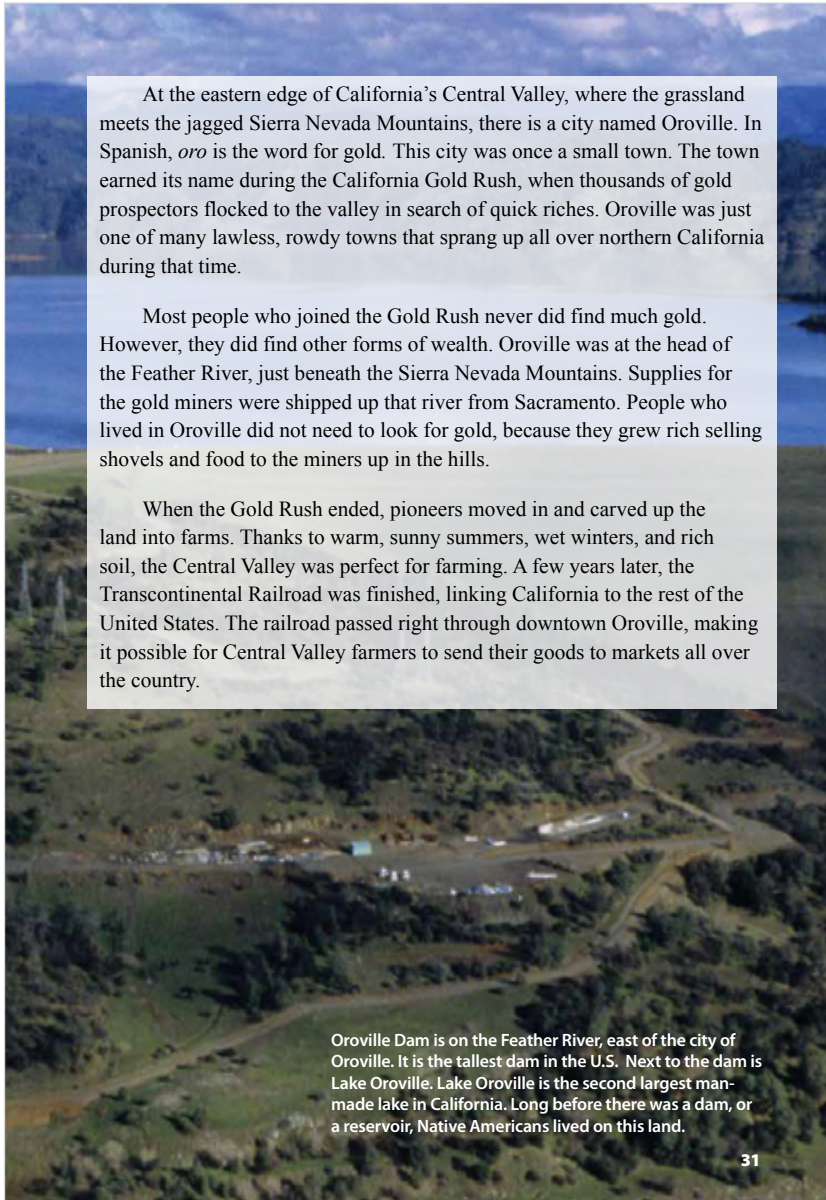 At the eastern edge of California’s Central Valley, where the grassland
meets the jagged Sierra Nevada Mountains, there is a city named Oroville. In
Spanish, oro is the word for gold. This city was once a small town. The town
earned its name during the California Gold Rush, when thousands of gold
prospectors flocked to the valley in search of quick riches. Oroville was just
one of many lawless, rowdy towns that sprang up all over northern California
during that time.
Most people who joined the Gold Rush never did find much gold.
However, they did find other forms of wealth. Oroville was at the head of
the Feather River, just beneath the Sierra Nevada Mountains. Supplies for
the gold miners were shipped up that river from Sacramento. People who
lived in Oroville did not need to look for gold, because they grew rich selling
shovels and food to the miners up in the hills.
When the Gold Rush ended, pioneers moved in and carved up the
land into farms. Thanks to warm, sunny summers, wet winters, and rich
soil, the Central Valley was perfect for farming. A few years later, the
Transcontinental Railroad was finished, linking California to the rest of the
United States. The railroad passed right through downtown Oroville, making
it possible for Central Valley farmers to send their goods to markets all over
the country.
Oroville Dam is on the Feather River, east of the city of
Oroville. It is the tallest dam in the U.S.  Next to the dam is
Lake Oroville. Lake Oroville is the second largest man-
made lake in California. Long before there was a dam, or
a reservoir, Native Americans lived on this land.
31